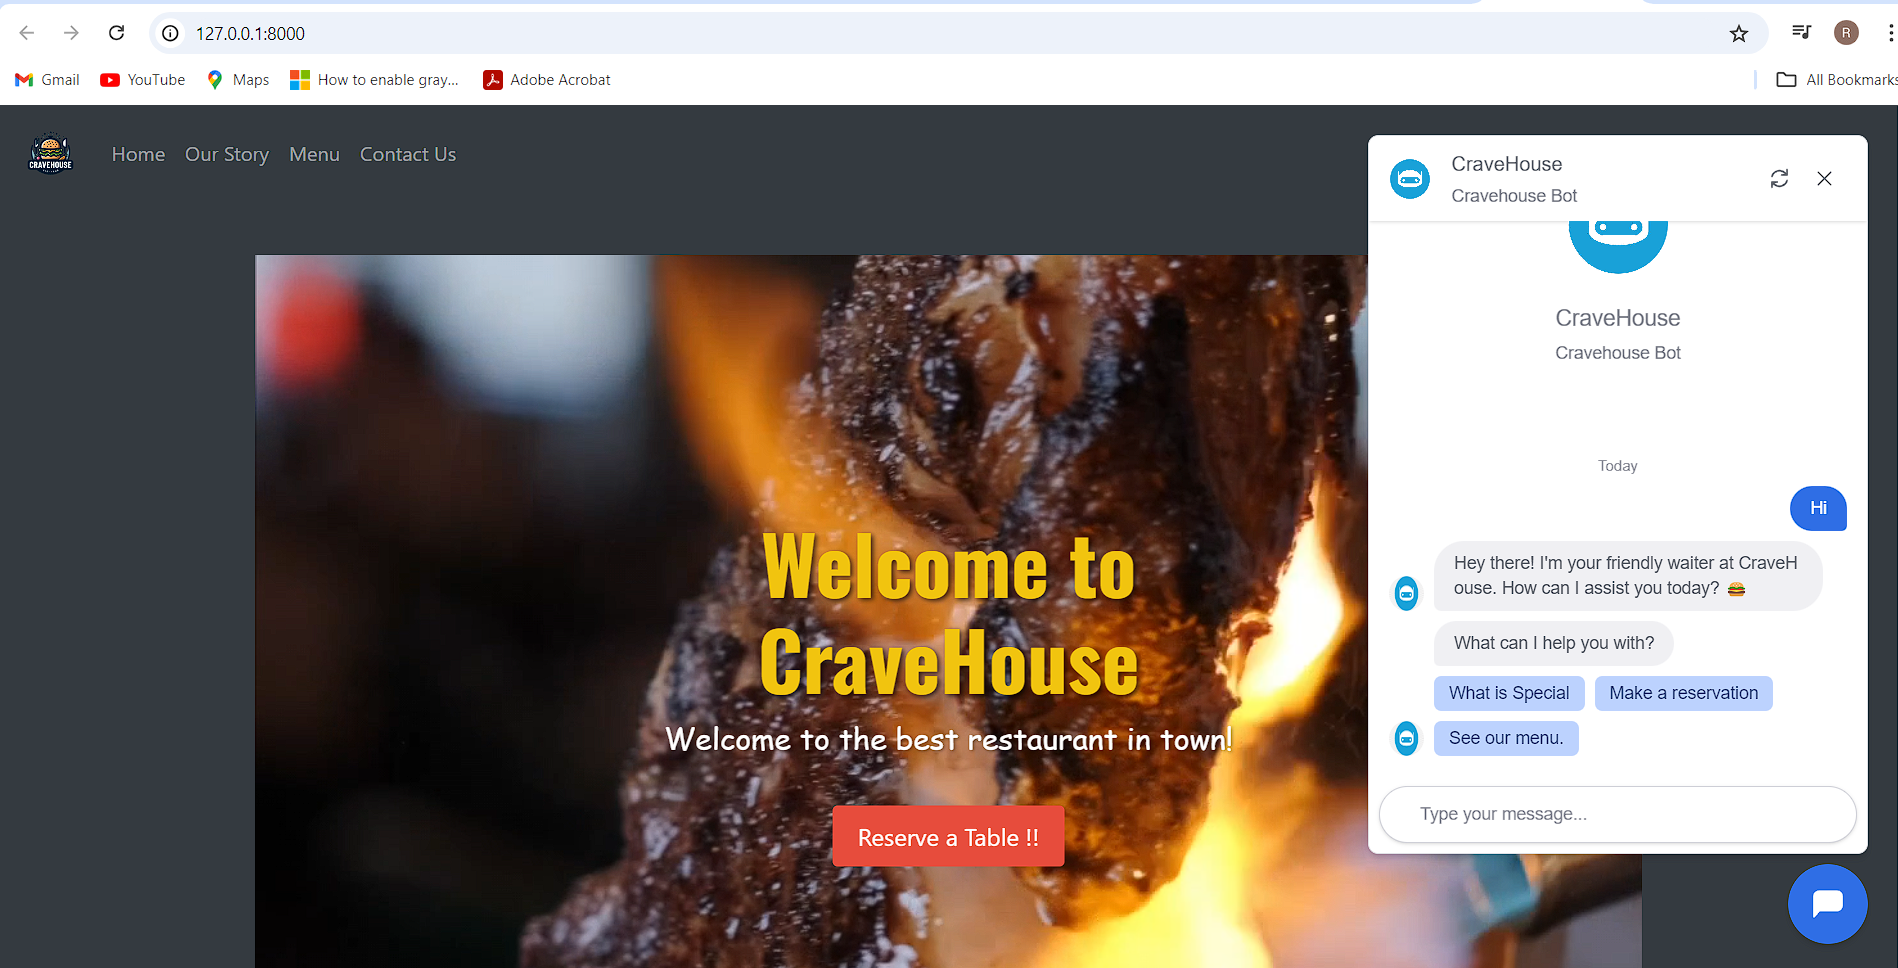 127.0.0.1:8000
R
Gmail YouTube Maps How to enable gray... Adobe Acrobat All Bookmarks
CRAVEHOUSE
Home Our Story Menu Contact Us
Welcome to
CraveHouse
Welcome to the best restaurant in town!
Reserve a Table !!
CraveHouse
Cravehouse Bot
CraveHouse
Cravehouse Bot
Today
Hi
Hey there! I'm your friendly waiter at CraveH
ouse. How can I assist you today? 🍔
What can I help you with?
What is Special Make a reservation
See our menu.
Type your message...